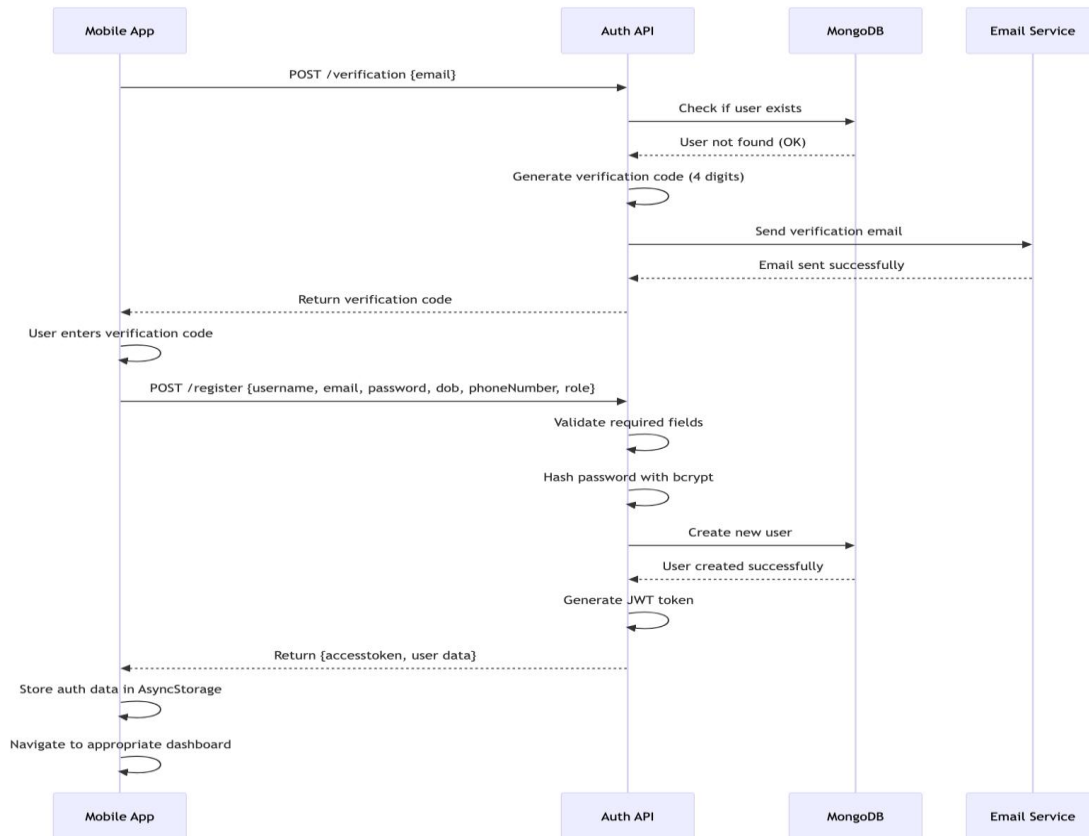 Mobile App
Auth API
MongoDB
Email Service
POST /verification {email}
Check if user exists
User not found (OK)
Generate verification code (4 digits)
Send verification email
Email sent successfully
Return verification code
User enters verification code
POST /register {username, email, password, dob, phoneNumber, role}
Validate required fields
Hash password with bcrypt
Create new user
User created successfully
Generate JWT token
Return {accesstoken, user data}
Store auth data in AsyncStorage
Navigate to appropriate dashboard
Mobile App
Auth API
MongoDB
Email Service